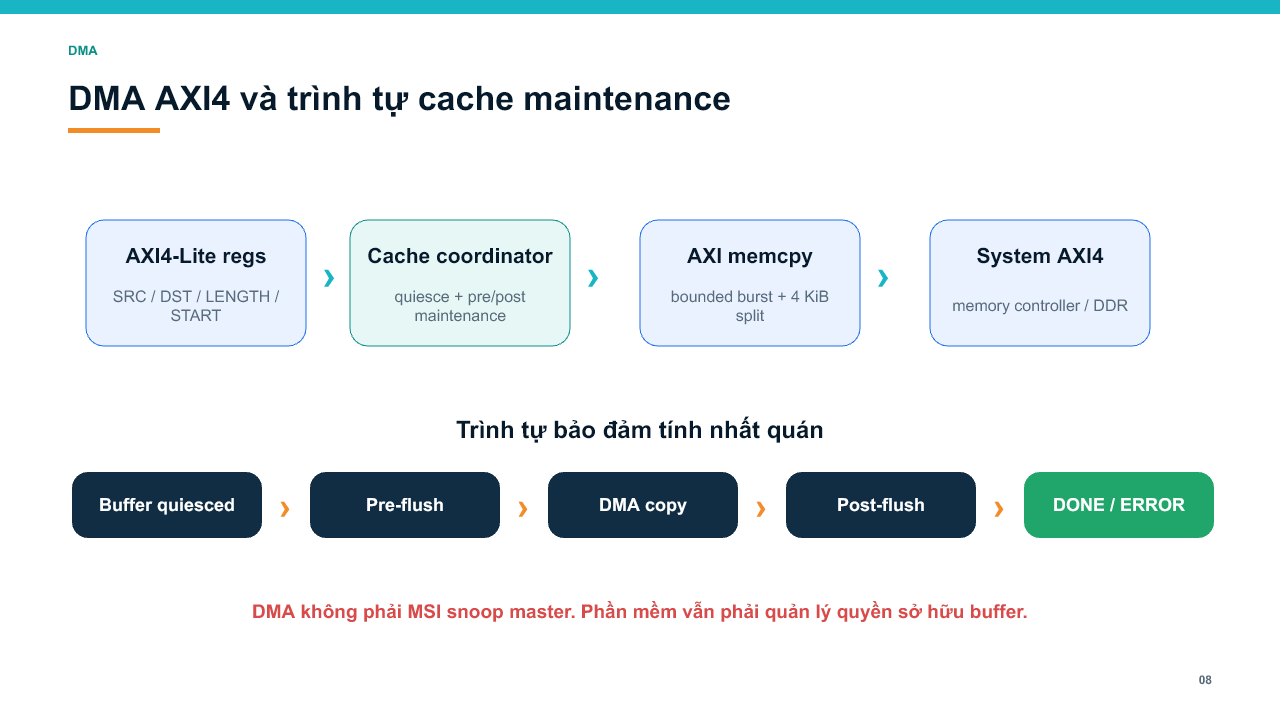 DMA
DMA AXI4 và trình tự cache maintenance
AXI4-Lite regs
SRC / DST / LENGTH /
START
❯
Cache coordinator
quiesce + pre/post
maintenance
❯
AXI memcpy
bounded burst + 4 KiB
split
❯
System AXI4
memory controller / DDR
Trình tự bảo đảm tính nhất quán
Buffer quiesced
❯
Pre-flush
❯
DMA copy
❯
Post-flush
❯
DONE / ERROR
DMA không phải MSI snoop master. Phần mềm vẫn phải quản lý quyền sở hữu buffer.
08